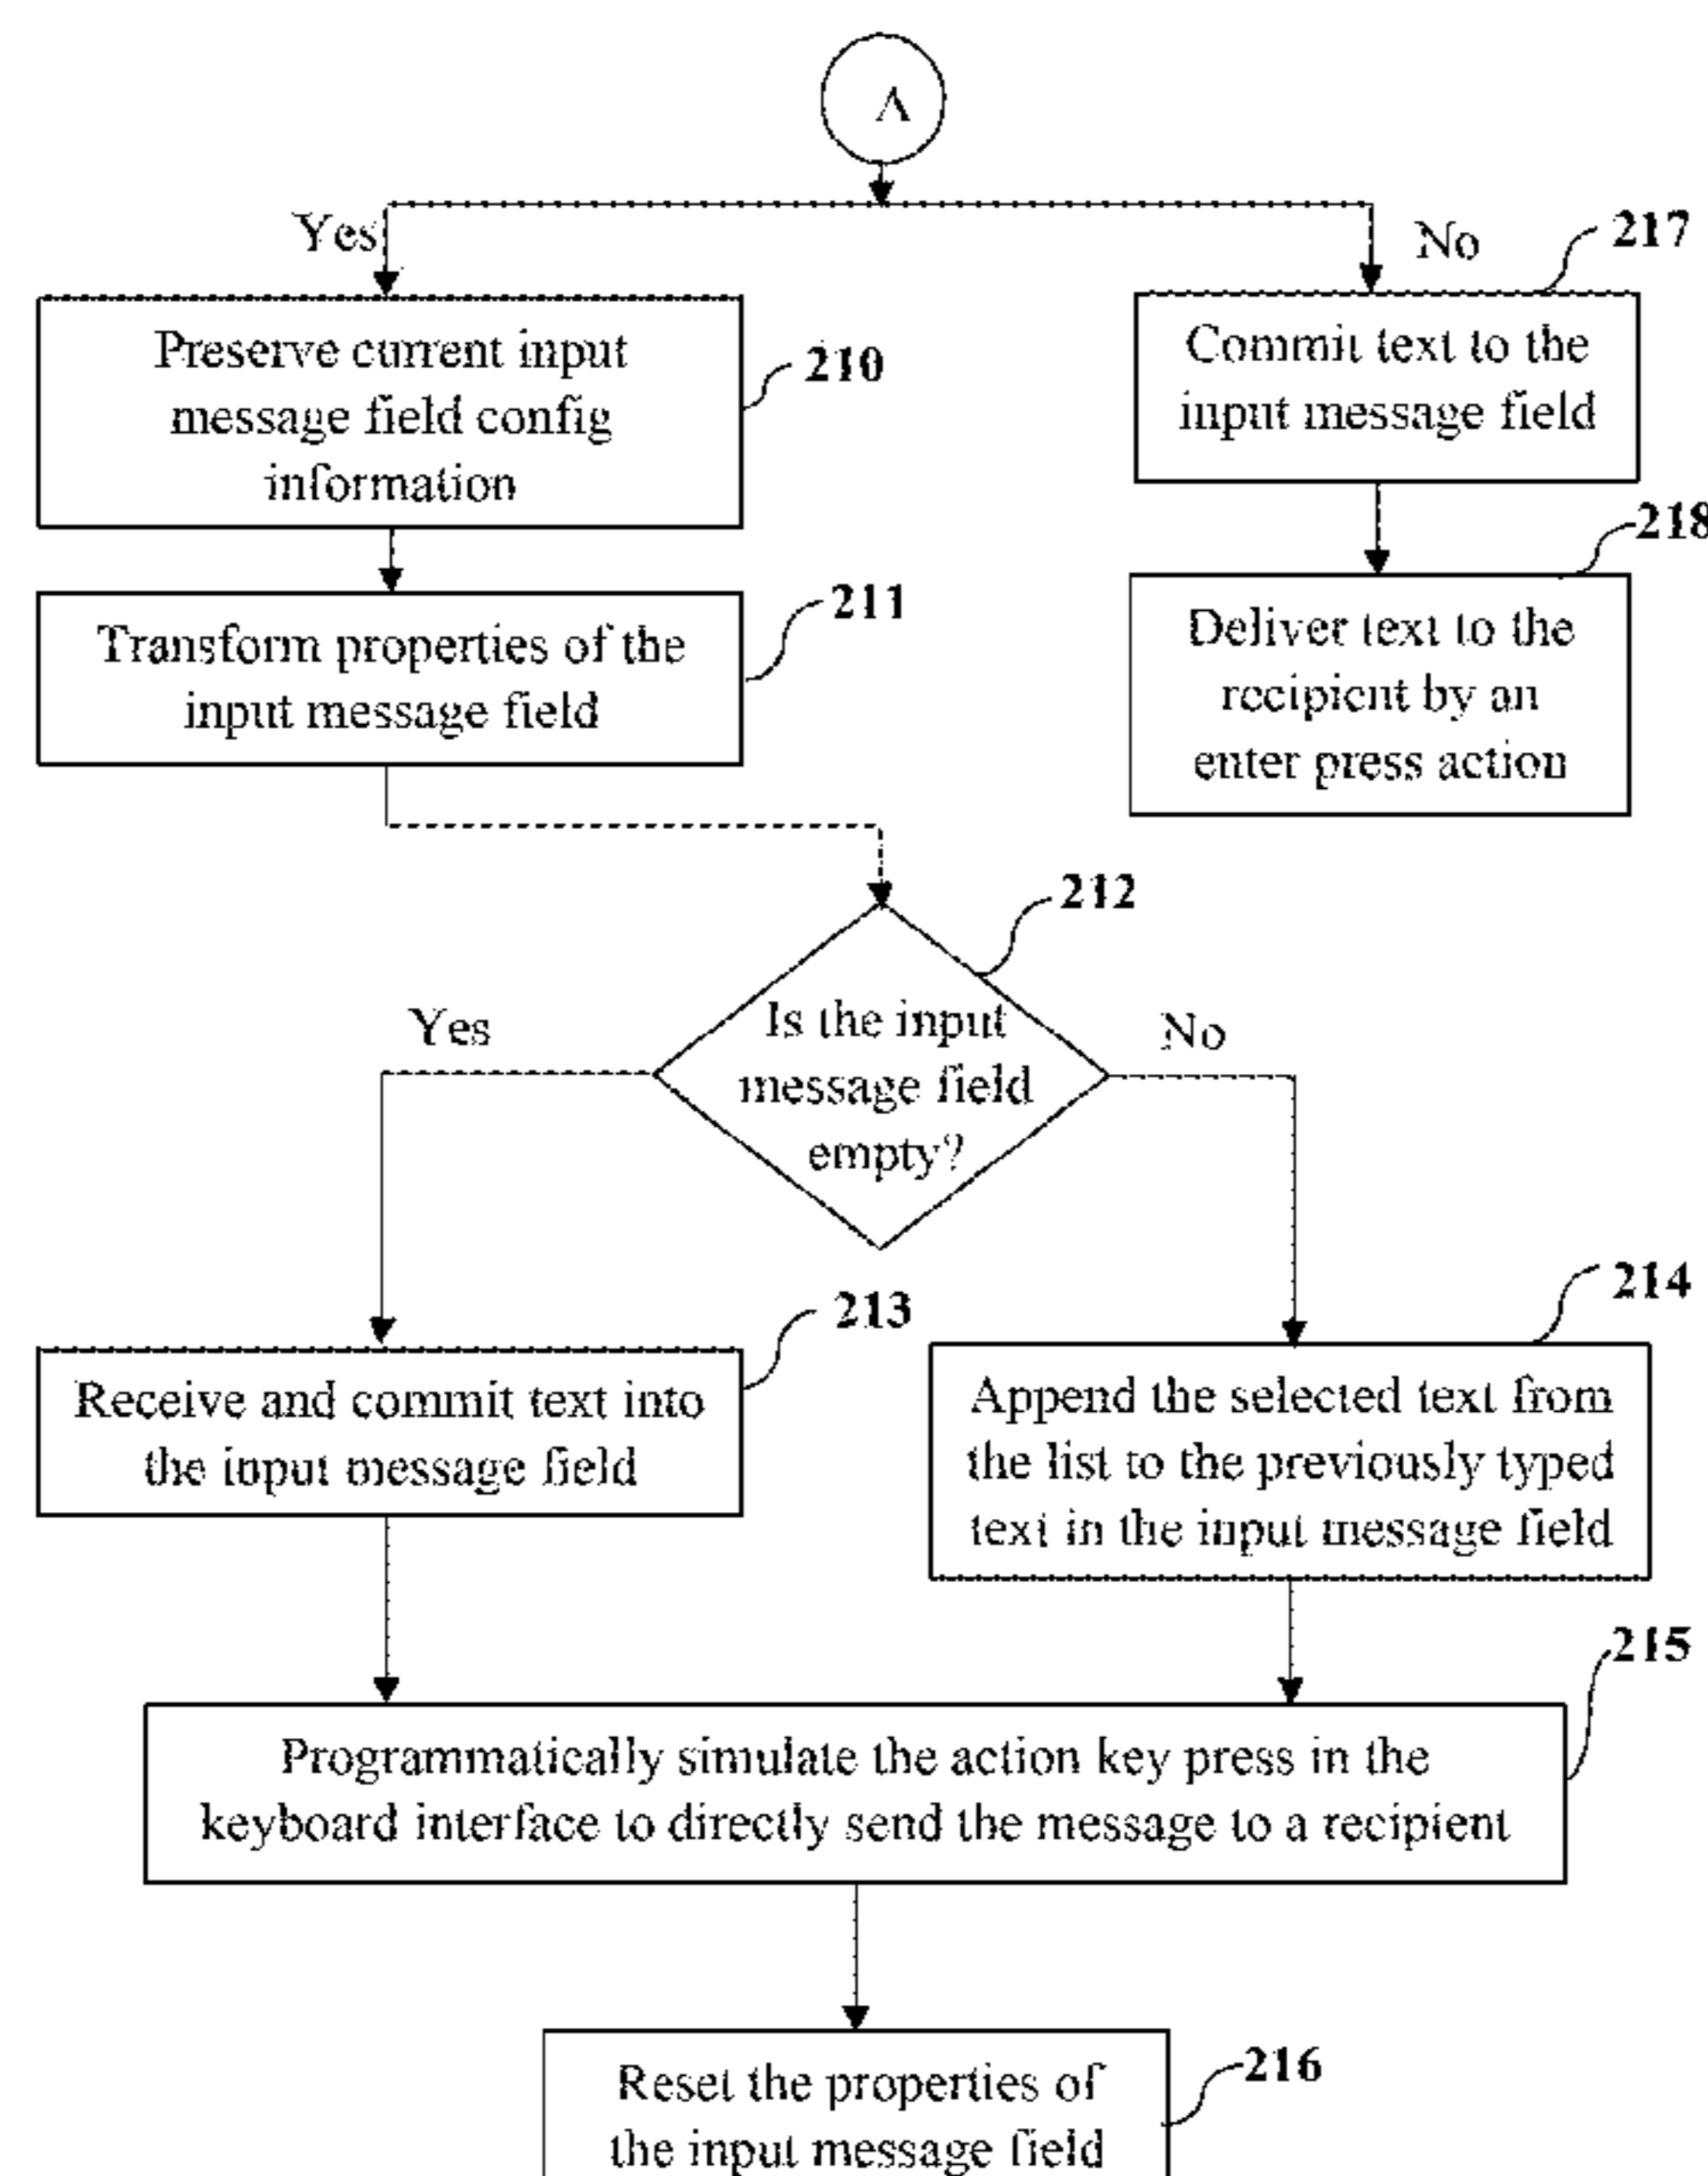 A
Yes
No
217
Preserve current input
message field config
information
210
Commit text to the
input message field
218
Transform properties of the
input message field
211
Deliver text to the
recipient by an
enter press action
212
Is the input
message field
empty?
Yes
No
213
214
Receive and commit text into
the input message field
Append the selected text from
the list to the previously typed
text in the input message field
215
Programmatically simulate the action key press in the
keyboard interface to directly send the message to a recipient
Reset the properties of
the input message field
216